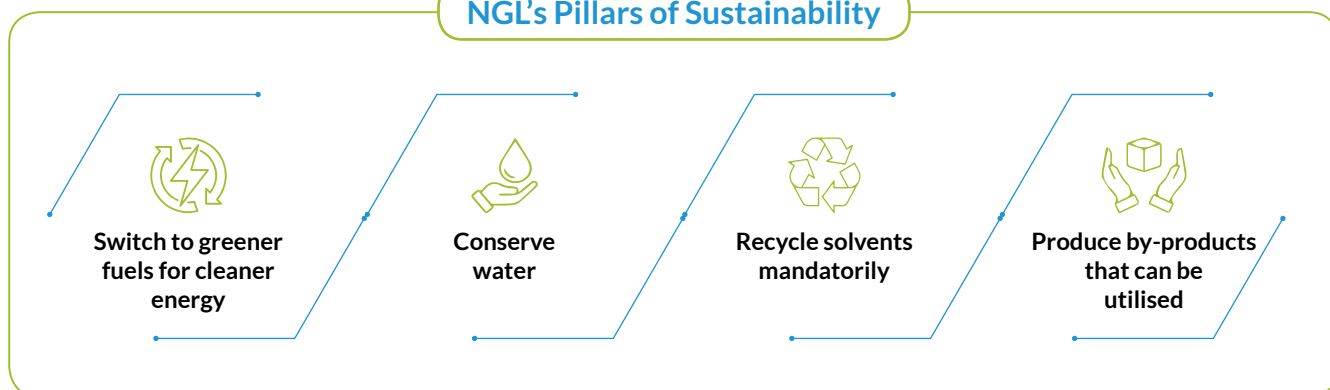 NGL’s Pillars of Sustainability
Switch to greener
fuels for cleaner
energy
Conserve
water
Recycle solvents
mandatorily
Produce by-products
that can be
utilised